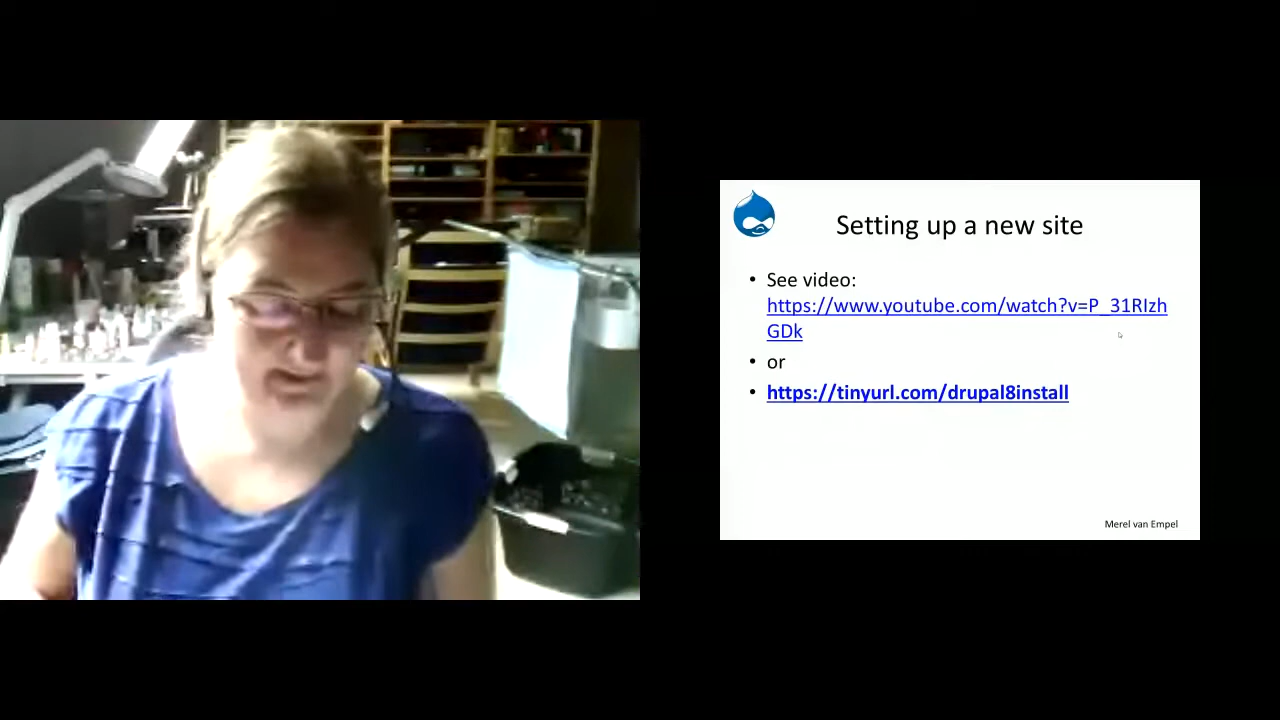 Setting up a new site
• See video:
https://www.youtube.com/watch?v=P_31RIzh
GDk
• or
• https://tinyurl.com/drupal8install
Merel van Empel